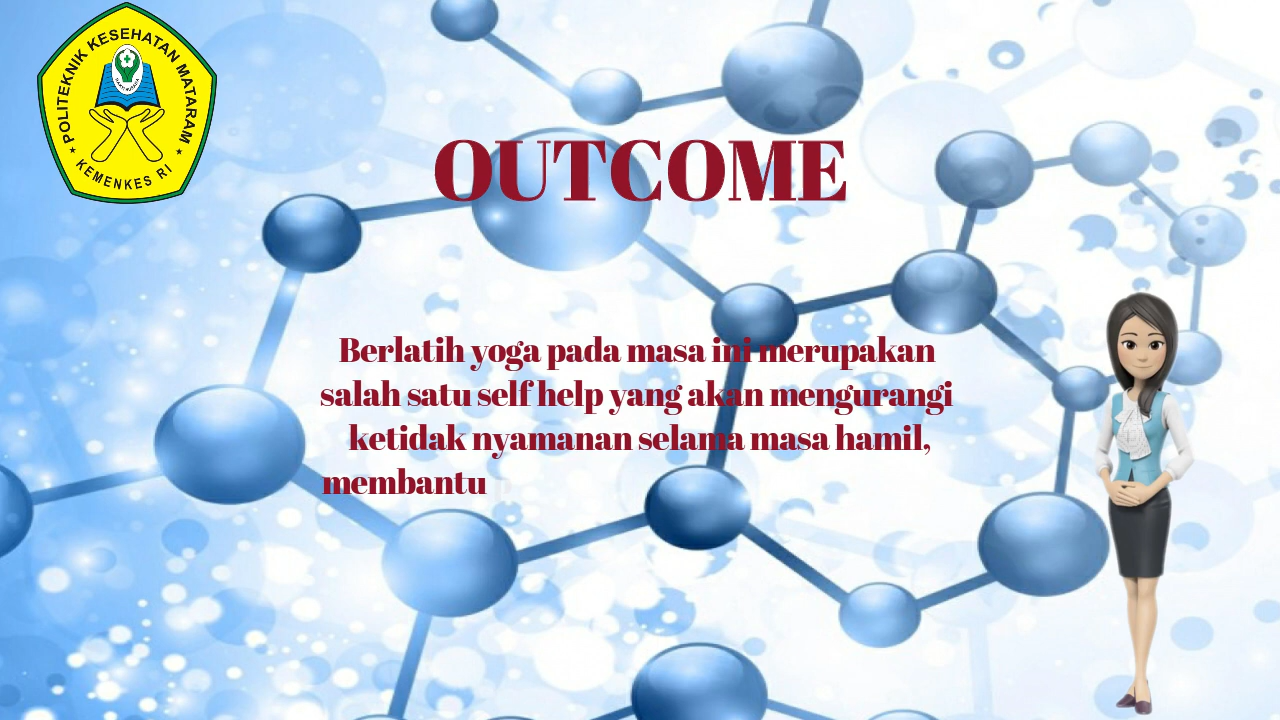 POLITEKNIK KESEHATAN MATARAM
KEMENKES RI
OUTCOME
Berlatih yoga pada masa ini merupakan
salah satu self help yang akan mengurangi
ketidak nyamanan selama masa hamil,
membantu